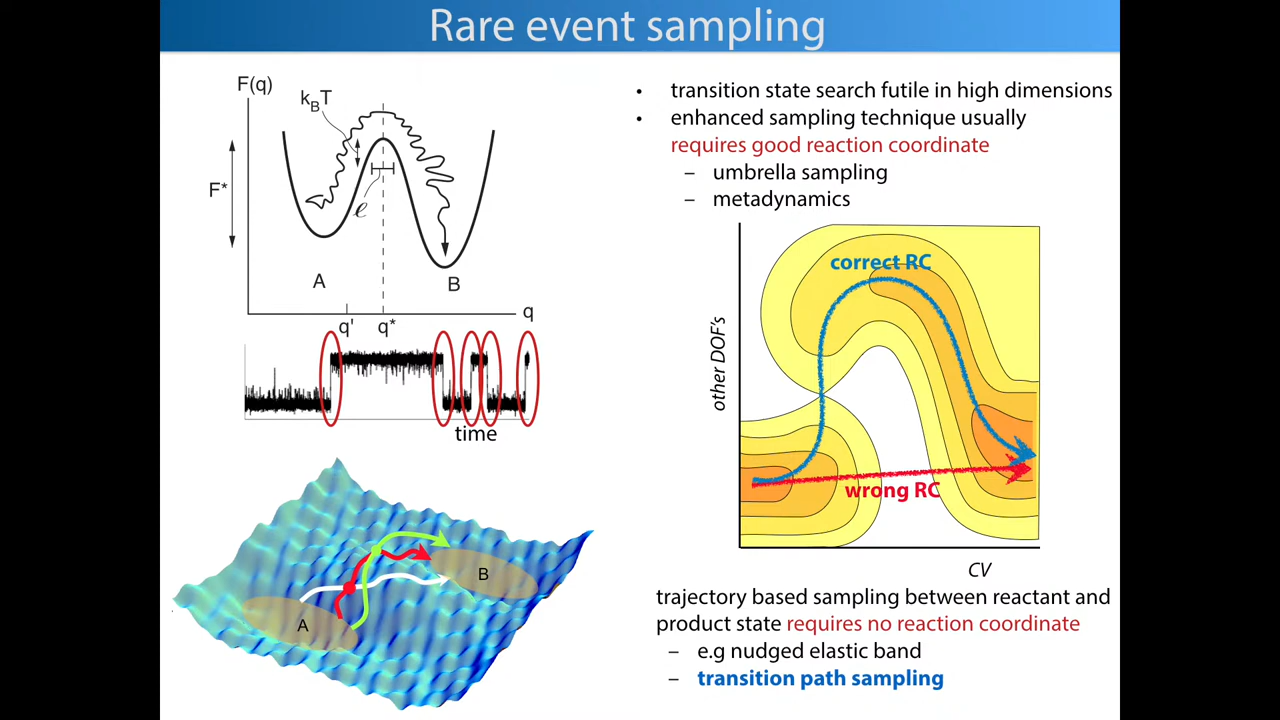 Rare event sampling
F(q)
kBT
F*
ℓ
A
B
q'
q*
q
time
A
B
• transition state search futile in high dimensions
• enhanced sampling technique usually
requires good reaction coordinate
– umbrella sampling
– metadynamics
correct RC
other DOF's
wrong RC
CV
trajectory based sampling between reactant and
product state requires no reaction coordinate
– e.g nudged elastic band
– transition path sampling